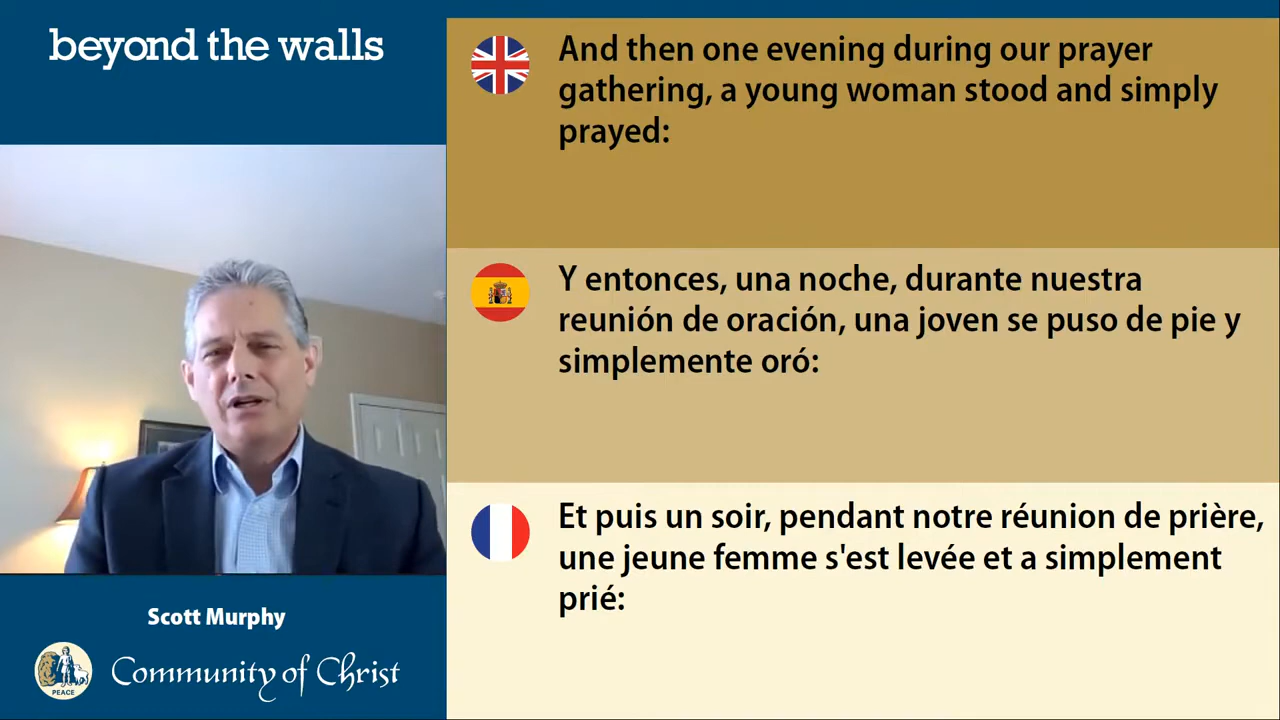 beyond the walls
And then one evening during our prayer
gathering, a young woman stood and simply
prayed:
Y entonces, una noche, durante nuestra
reunión de oración, una joven se puso de pie y
simplemente oró:
Et puis un soir, pendant notre réunion de prière,
une jeune femme s'est levée et a simplement
prié:
Scott Murphy
PEACE
Community of Christ